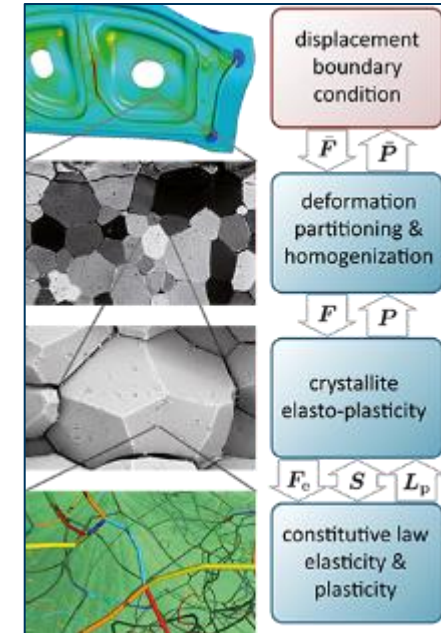 displacement
boundary
condition
F̄ P̄
deformation
partitioning &
homogenization
F P
crystallite
elasto-plasticity
Fe S Lp
constitutive law
elasticity &
plasticity